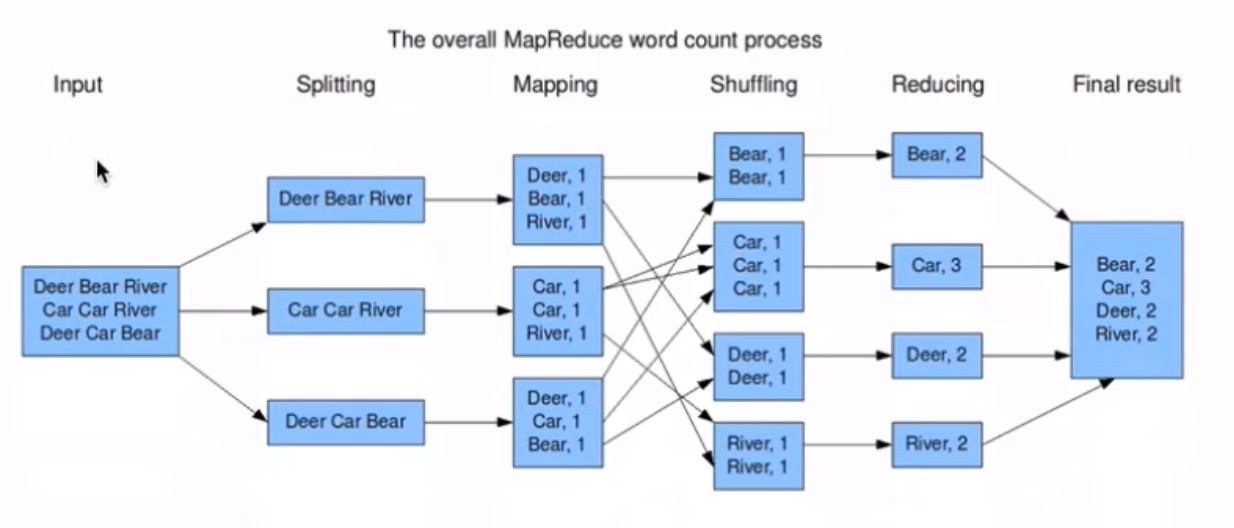 The overall MapReduce word count process
Input
Splitting
Mapping
Shuffling
Reducing
Final result
Deer Bear River
Car Car River
Deer Car Bear
Deer Bear River
Car Car River
Deer Car Bear
Deer, 1
Bear, 1
River, 1
Car, 1
Car, 1
River, 1
Deer, 1
Car, 1
Bear, 1
Bear, 1
Bear, 1
Car, 1
Car, 1
Car, 1
Deer, 1
Deer, 1
River, 1
River, 1
Bear, 2
Car, 3
Deer, 2
River, 2
Bear, 2
Car, 3
Deer, 2
River, 2